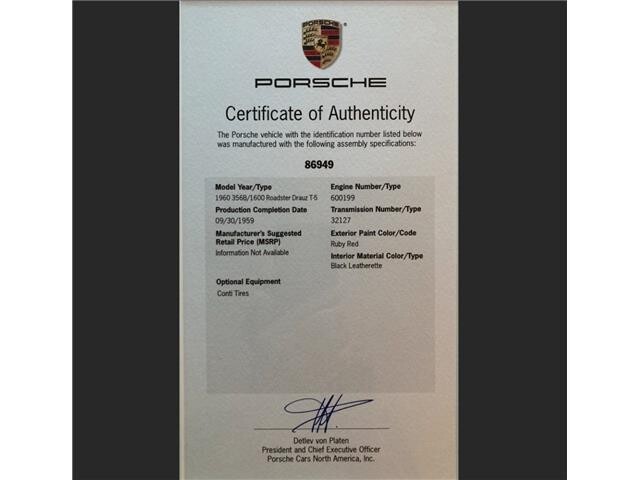 PORSCHE
PORSCHE
Certificate of Authenticity
The Porsche vehicle with the identification number listed below
was manufactured with the following assembly specifications:
86949
Model Year/Type
1960 356B/1600 Roadster Drauz T-5
Production Completion Date
09/30/1959
Manufacturer's Suggested
Retail Price (MSRP)
Information Not Available
Optional Equipment
Conti Tires
Engine Number/Type
600199
Transmission Number/Type
32127
Exterior Paint Color/Code
Ruby Red
Interior Material Color/Type
Black Leatherette
Detlev von Platen
President and Chief Executive Officer
Porsche Cars North America, Inc.